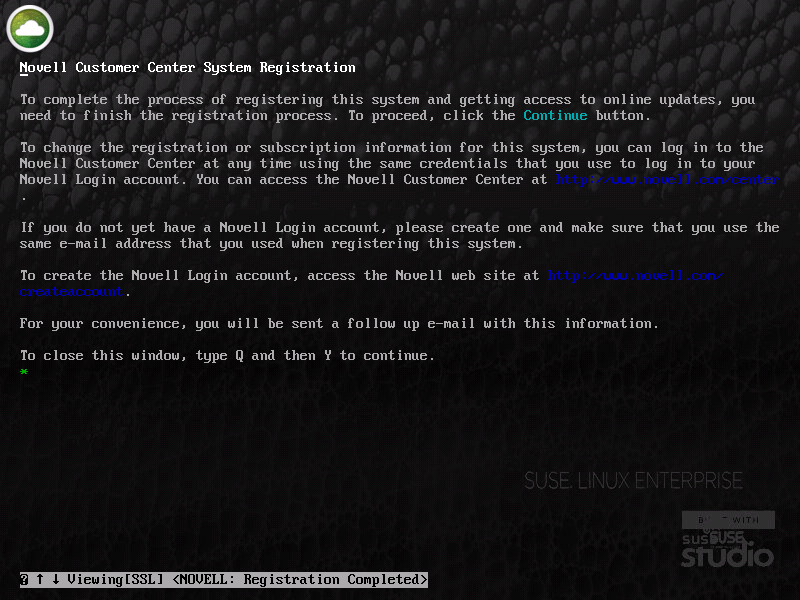 Novell Customer Center System Registration
To complete the process of registering this system and getting access to online updates, you
need to finish the registration process. To proceed, click the Continue button.
To change the registration or subscription information for this system, you can log in to the
Novell Customer Center at any time using the same credentials that you use to log in to your
Novell Login account. You can access the Novell Customer Center at http://www.novell.com/center
.
If you do not yet have a Novell Login account, please create one and make sure that you use the
same e-mail address that you used when registering this system.
To create the Novell Login account, access the Novell web site at http://www.novell.com/
createaccount.
For your convenience, you will be sent a follow up e-mail with this information.
To close this window, type Q and then Y to continue.
*
SUSE. LINUX ENTERPRISE
BUILT WITH
SUSE
studio
? ↑ ↓ Viewing[SSL] <NOVELL: Registration Completed>